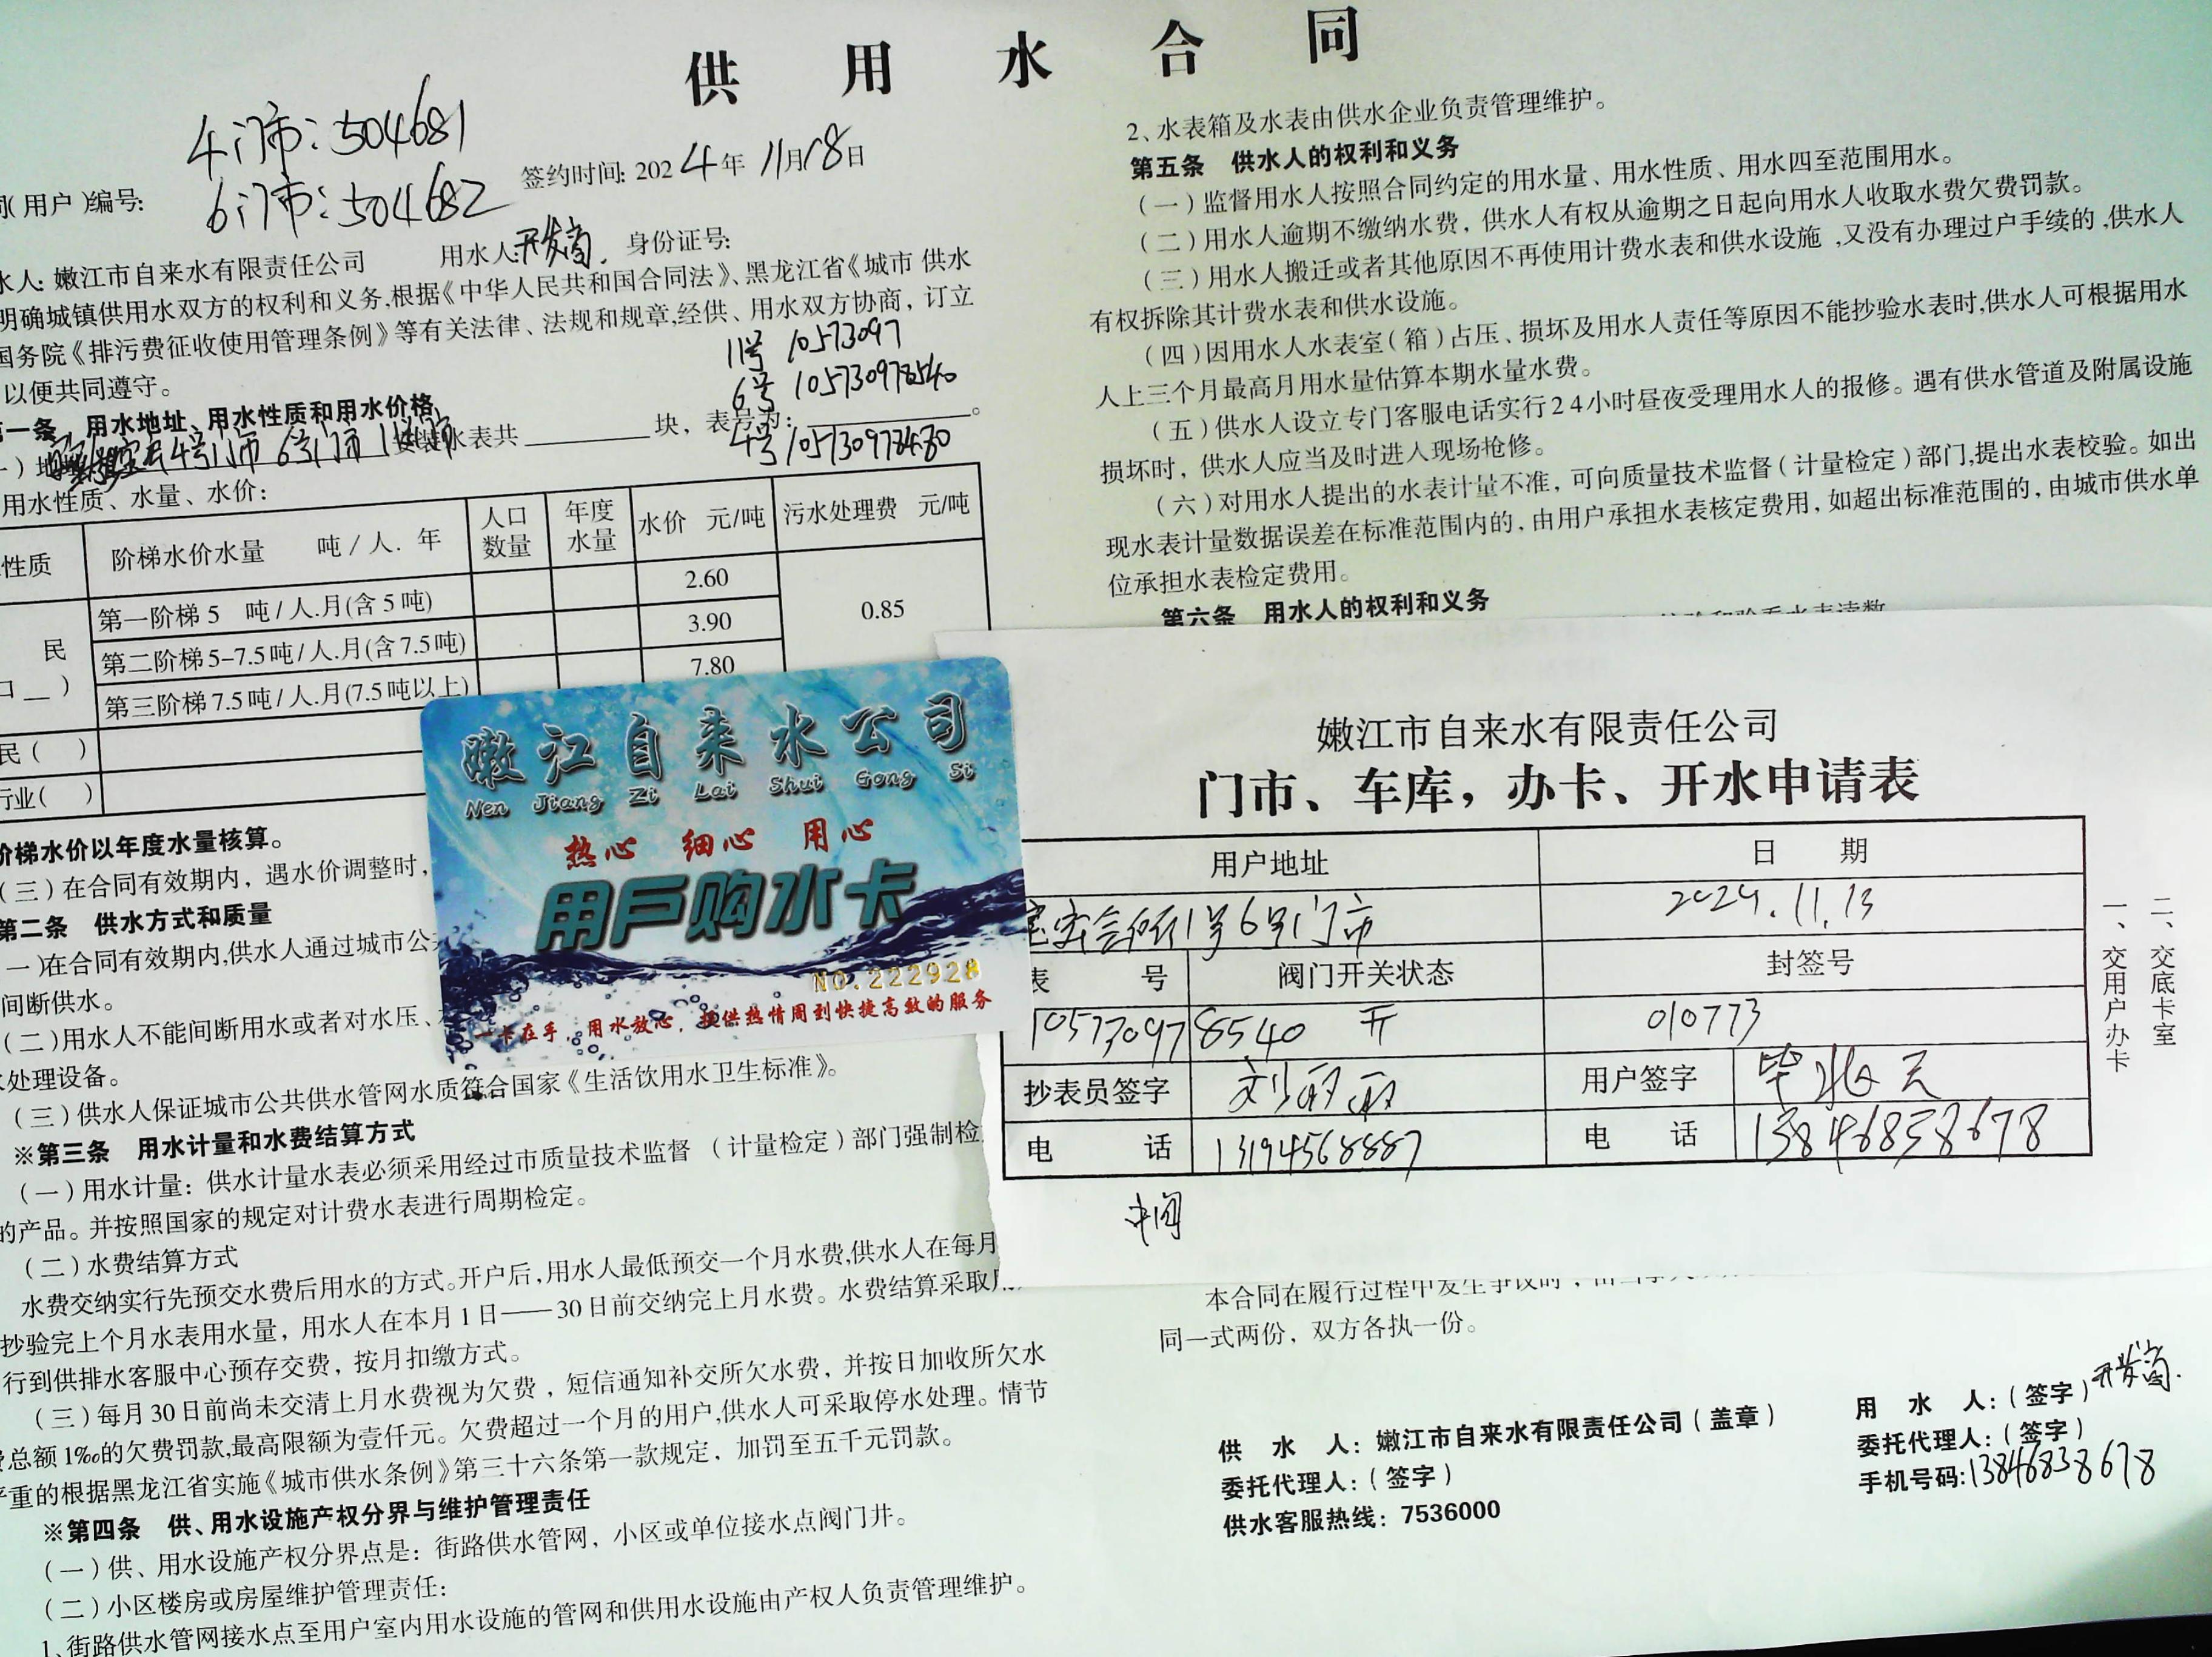 供 用 水 合 同
4门市:504681
6门市:504682
(用户)编号:
签约时间: 2024年 11月18日
水人: 嫩江市自来水有限责任公司 用水人:开发商. 身份证号:
明确城镇供用水双方的权利和义务,根据《中华人民共和国合同法》、黑龙江省《城市 供水
国务院《排污费征收使用管理条例》等有关法律、法规和规章,经供、用水双方协商，订立
以便共同遵守。
11号 10573097
6号 105730978540
第一条 用水地址、用水性质和用水价格
4号门市 6号门市 水表共 块，表号为: 。
4号 105730978480
用水性质、水量、水价:
性质 阶梯水价水量 吨/人. 年 人口数量 年度水量 水价 元/吨 污水处理费 元/吨
民
口 )
第一阶梯 5 吨/人.月(含 5 吨) 2.60 0.85
第二阶梯 5-7.5吨/人.月(含 7.5吨) 3.90
第三阶梯 7.5 吨/人.月(7.5 吨以上) 7.80
民( )
行业( )
阶梯水价以年度水量核算。
(三)在合同有效期内，遇水价调整时,
第二条 供水方式和质量
一)在合同有效期内,供水人通过城市公
间断供水。
(二)用水人不能间断用水或者对水压、
处理设备。
(三)供水人保证城市公共供水管网水质符合国家《生活饮用水卫生标准》。
※第三条 用水计量和水费结算方式
(一)用水计量：供水计量水表必须采用经过市质量技术监督 (计量检定)部门强制检
的产品。并按照国家的规定对计费水表进行周期检定。
(二)水费结算方式
水费交纳实行先预交水费后用水的方式。开户后,用水人最低预交一个月水费,供水人在每月
抄验完上个月水表用水量，用水人在本月 1 日——30 日前交纳完上月水费。水费结算采取
行到供排水客服中心预存交费，按月扣缴方式。
(三)每月 30 日前尚未交清上月水费视为欠费，短信通知补交所欠水费，并按日加收所欠水
费总额 1‰的欠费罚款,最高限额为壹仟元。欠费超过一个月的用户,供水人可采取停水处理。情节
严重的根据黑龙江省实施《城市供水条例》第三十六条第一款规定，加罚至五千元罚款。
※第四条 供、用水设施产权分界与维护管理责任
(一)供、用水设施产权分界点是：街路供水管网，小区或单位接水点阀门井。
(二)小区楼房或房屋维护管理责任:
1、街路供水管网接水点至用户室内用水设施的管网和供用水设施由产权人负责管理维护。
2、水表箱及水表由供水企业负责管理维护。
第五条 供水人的权利和义务
(一)监督用水人按照合同约定的用水量、用水性质、用水四至范围用水。
(二)用水人逾期不缴纳水费，供水人有权从逾期之日起向用水人收取水费欠费罚款。
(三)用水人搬迁或者其他原因不再使用计费水表和供水设施 ,又没有办理过户手续的 ,供水人
有权拆除其计费水表和供水设施。
(四)因用水人水表室(箱)占压、损坏及用水人责任等原因不能抄验水表时,供水人可根据用水
人上三个月最高月用水量估算本期水量水费。
(五)供水人设立专门客服电话实行24小时昼夜受理用水人的报修。遇有供水管道及附属设施
损坏时，供水人应当及时进入现场抢修。
(六)对用水人提出的水表计量不准，可向质量技术监督(计量检定)部门,提出水表校验。如出
现水表计量数据误差在标准范围内的，由用户承担水表核定费用，如超出标准范围的，由城市供水单
位承担水表检定费用。
第六条 用水人的权利和义务
嫩江自来水公司
Nen Jiang Zi Lai Shui Gong Si
热心 细心 用心
用户购水卡
NO.222928
一卡在手，用水放心，提供热情周到快捷高效的服务
嫩江市自来水有限责任公司
门市、车库，办卡、开水申请表
用户地址 日 期
1号6号门市 2024.11.13
表 号 阀门开关状态 封签号
105730978540 开 010773
抄表员签字 用户签字
电 话 13194568887 电 话 13846838678
中间
一、交用户办卡
二、交底卡室
本合同在履行过程中发生争议时，
同一式两份，双方各执一份。
供 水 人：嫩江市自来水有限责任公司(盖章)
委托代理人：(签字)
供水客服热线：7536000
用 水 人：(签字)开发商.
委托代理人：(签字)
手机号码:13846838678